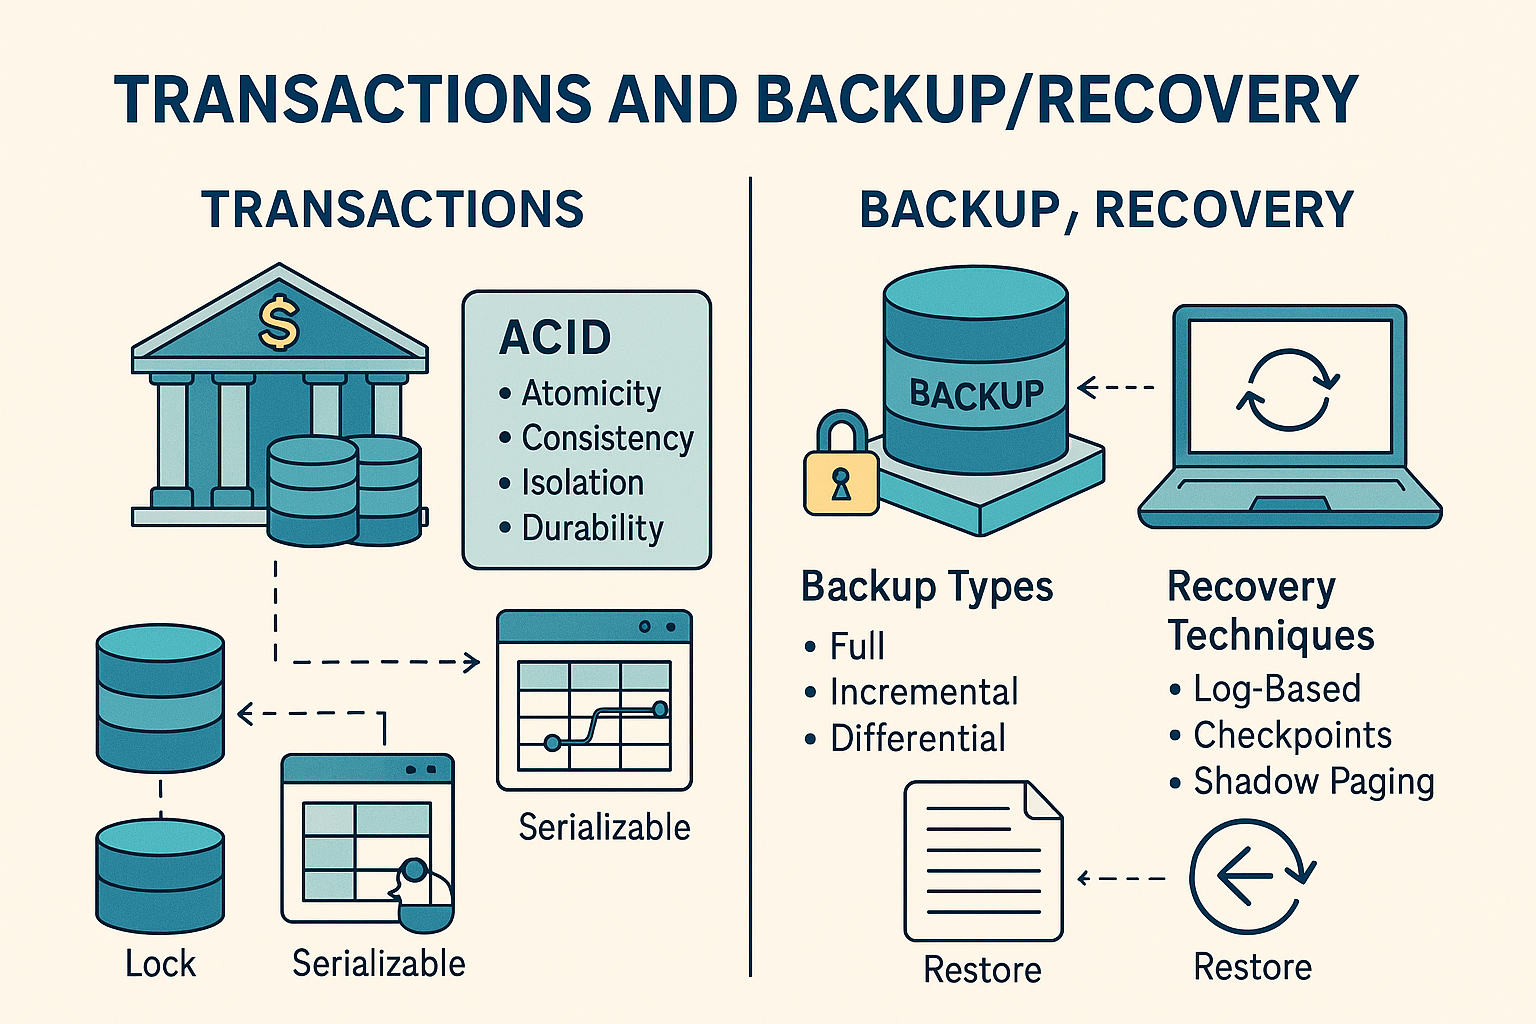 TRANSACTIONS AND BACKUP/RECOVERY
TRANSACTIONS
$
ACID
• Atomicity
• Consistency
• Isolation
• Durability
Serializable
Lock
Serializable
BACKUP, RECOVERY
BACKUP
Backup Types
• Full
• Incremental
• Differential
Recovery
Techniques
• Log-Based
• Checkpoints
• Shadow Paging
Restore
Restore